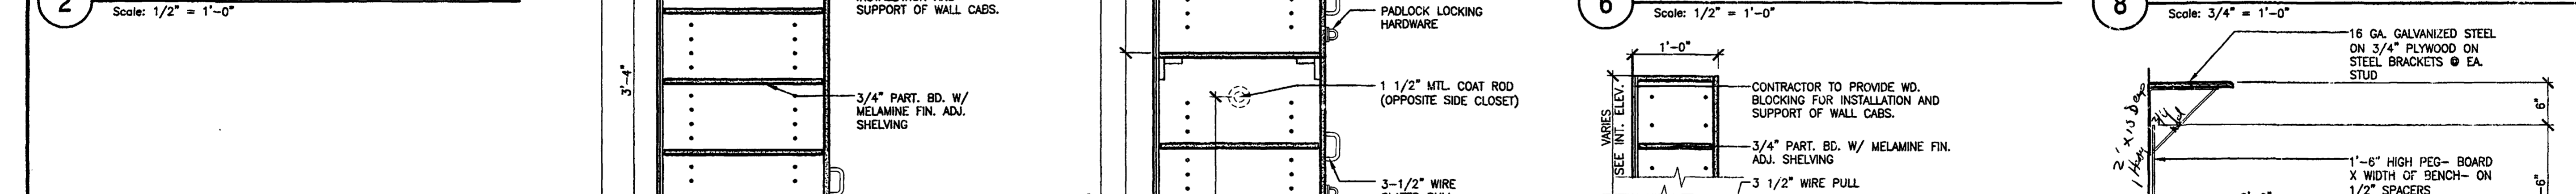 2
Scale: 1/2" = 1'-0"
SUPPORT OF WALL CABS.
3'-4"
3/4" PART. BD. W/
MELAMINE FIN. ADJ.
SHELVING
PADLOCK LOCKING
HARDWARE
1 1/2" MTL. COAT ROD
(OPPOSITE SIDE CLOSET)
3-1/2" WIRE
6
Scale: 1/2" = 1'-0"
1'-0"
VARIES
SEE INT. ELEV.
CONTRACTOR TO PROVIDE WD.
BLOCKING FOR INSTALLATION AND
SUPPORT OF WALL CABS.
3/4" PART. BD. W/ MELAMINE FIN.
ADJ. SHELVING
3 1/2" WIRE PULL
8
Scale: 3/4" = 1'-0"
16 GA. GALVANIZED STEEL
ON 3/4" PLYWOOD ON
STEEL BRACKETS @ EA.
STUD
6"
2' x 15 Deep
3/4
1'-6" HIGH PEG- BOARD
X WIDTH OF BENCH- ON
1/2" SPACERS
-6"